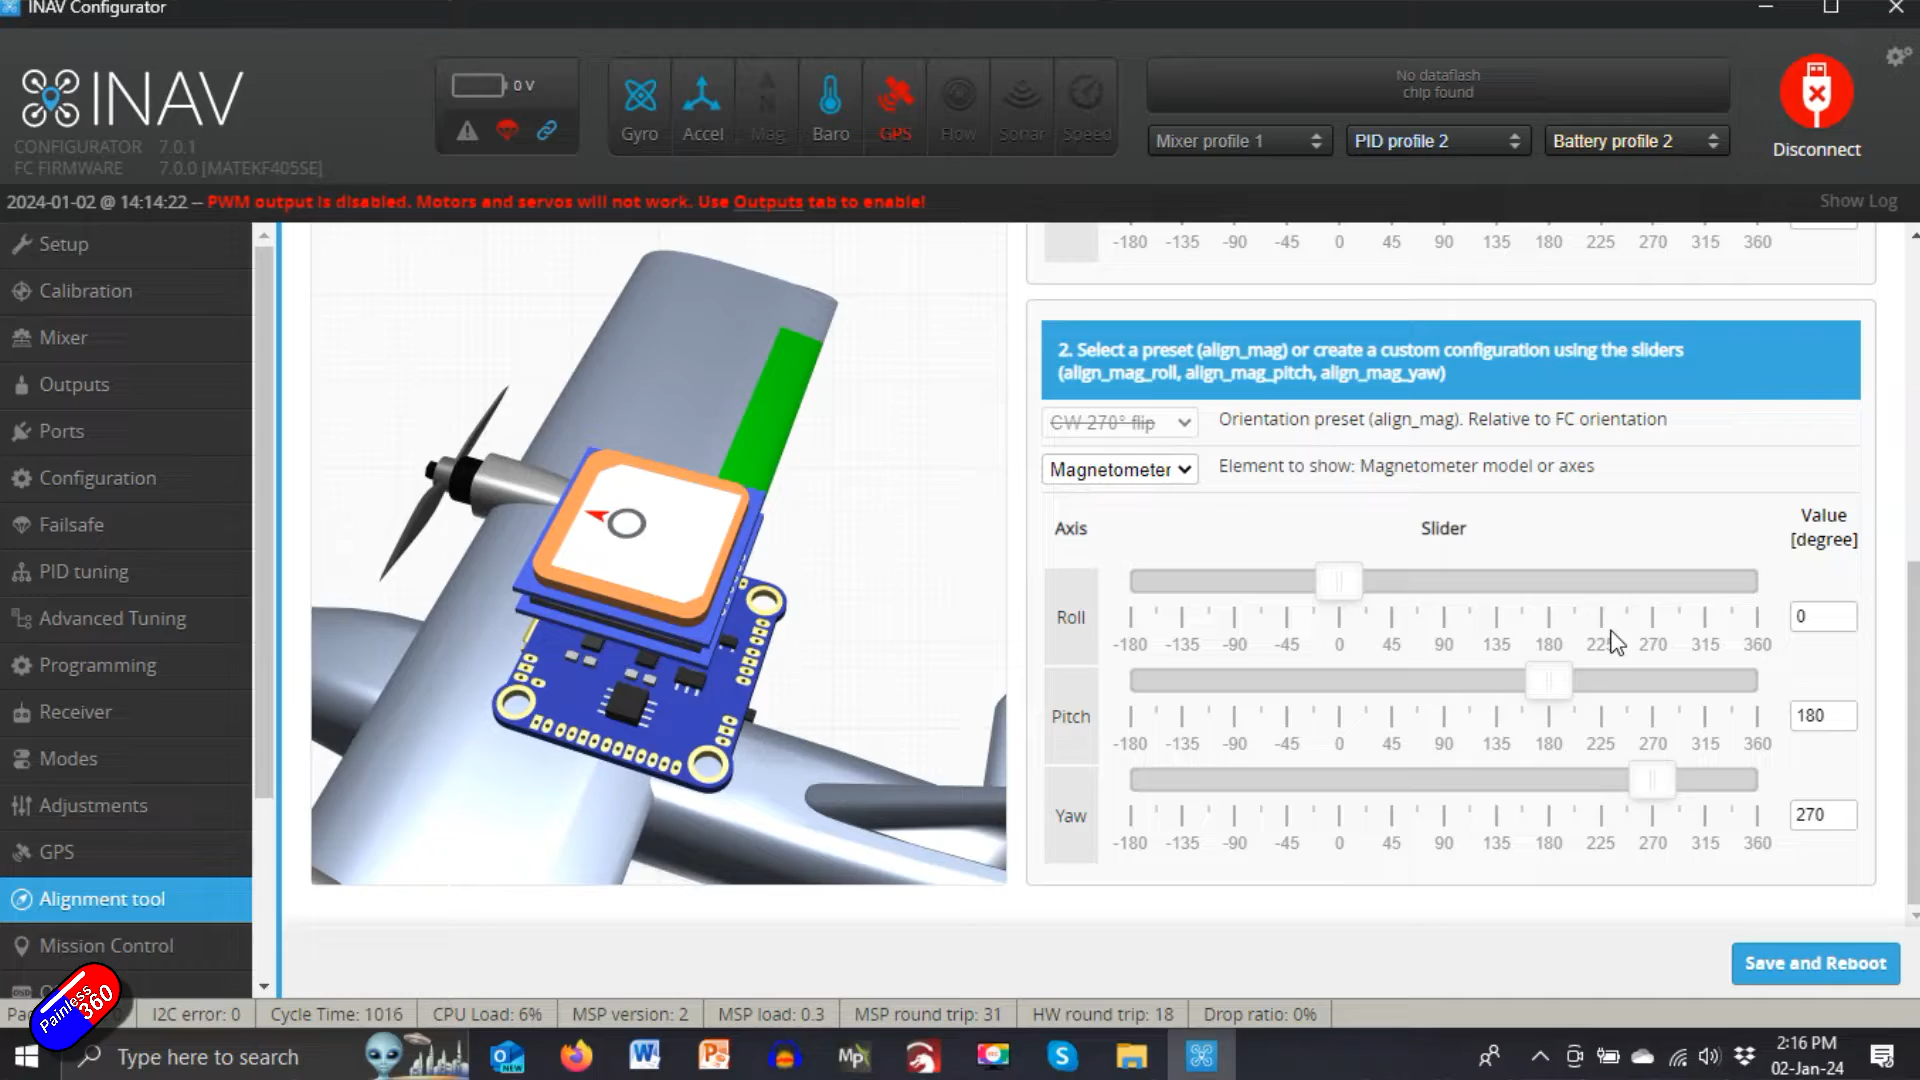 INAV Configurator
INAV
CONFIGURATOR 7.0.1
FC FIRMWARE 7.0.0 [MATEKF405SE]
0 V
Gyro
Accel
Mag
Baro
GPS
Flow
Sonar
Speed
No dataflash
chip found
Mixer profile 1
PID profile 2
Battery profile 2
Disconnect
2024-01-02 @ 14:14:22 -- PWM output is disabled. Motors and servos will not work. Use Outputs tab to enable!
Show Log
Setup
Calibration
Mixer
Outputs
Ports
Configuration
Failsafe
PID tuning
Advanced Tuning
Programming
Receiver
Modes
Adjustments
GPS
Alignment tool
Mission Control
-180 -135 -90 -45 0 45 90 135 180 225 270 315 360
2. Select a preset (align_mag) or create a custom configuration using the sliders
(align_mag_roll, align_mag_pitch, align_mag_yaw)
CW 270° flip
Orientation preset (align_mag). Relative to FC orientation
Magnetometer
Element to show: Magnetometer model or axes
Axis
Slider
Value
[degree]
Roll
0
-180 -135 -90 -45 0 45 90 135 180 225 270 315 360
Pitch
180
-180 -135 -90 -45 0 45 90 135 180 225 270 315 360
Yaw
270
-180 -135 -90 -45 0 45 90 135 180 225 270 315 360
Save and Reboot
Painless360
I2C error: 0
Cycle Time: 1016
CPU Load: 6%
MSP version: 2
MSP load: 0.3
MSP round trip: 31
HW round trip: 18
Drop ratio: 0%
Type here to search
NEW
Mp
2:16 PM
02-Jan-24